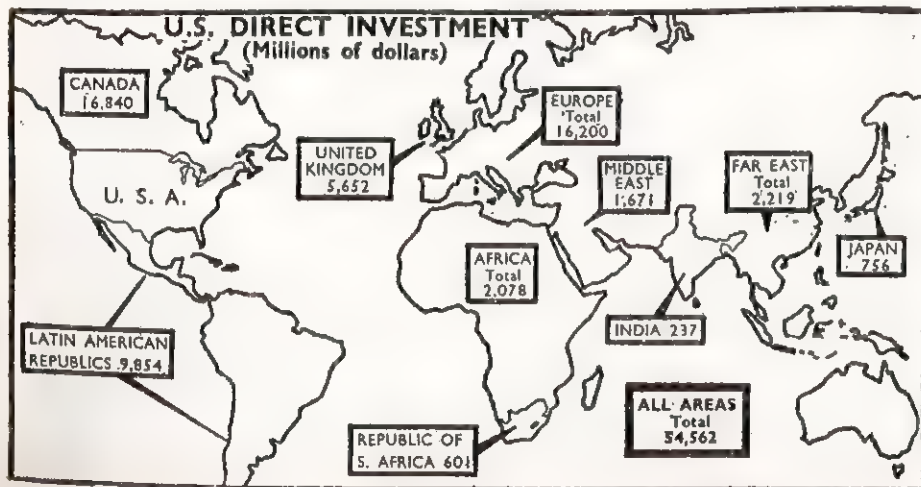 U.S. DIRECT INVESTMENT
(Millions of dollars)
CANADA
16,840
EUROPE
Total
16,200
UNITED
KINGDOM
5,652
MIDDLE
EAST
1,671
FAR EAST
Total
2,219
U. S. A.
AFRICA
Total
2,078
JAPAN
756
INDIA 237
LATIN AMERICAN
REPUBLICS 9,854
ALL AREAS
Total
54,562
REPUBLIC OF
S. AFRICA 601